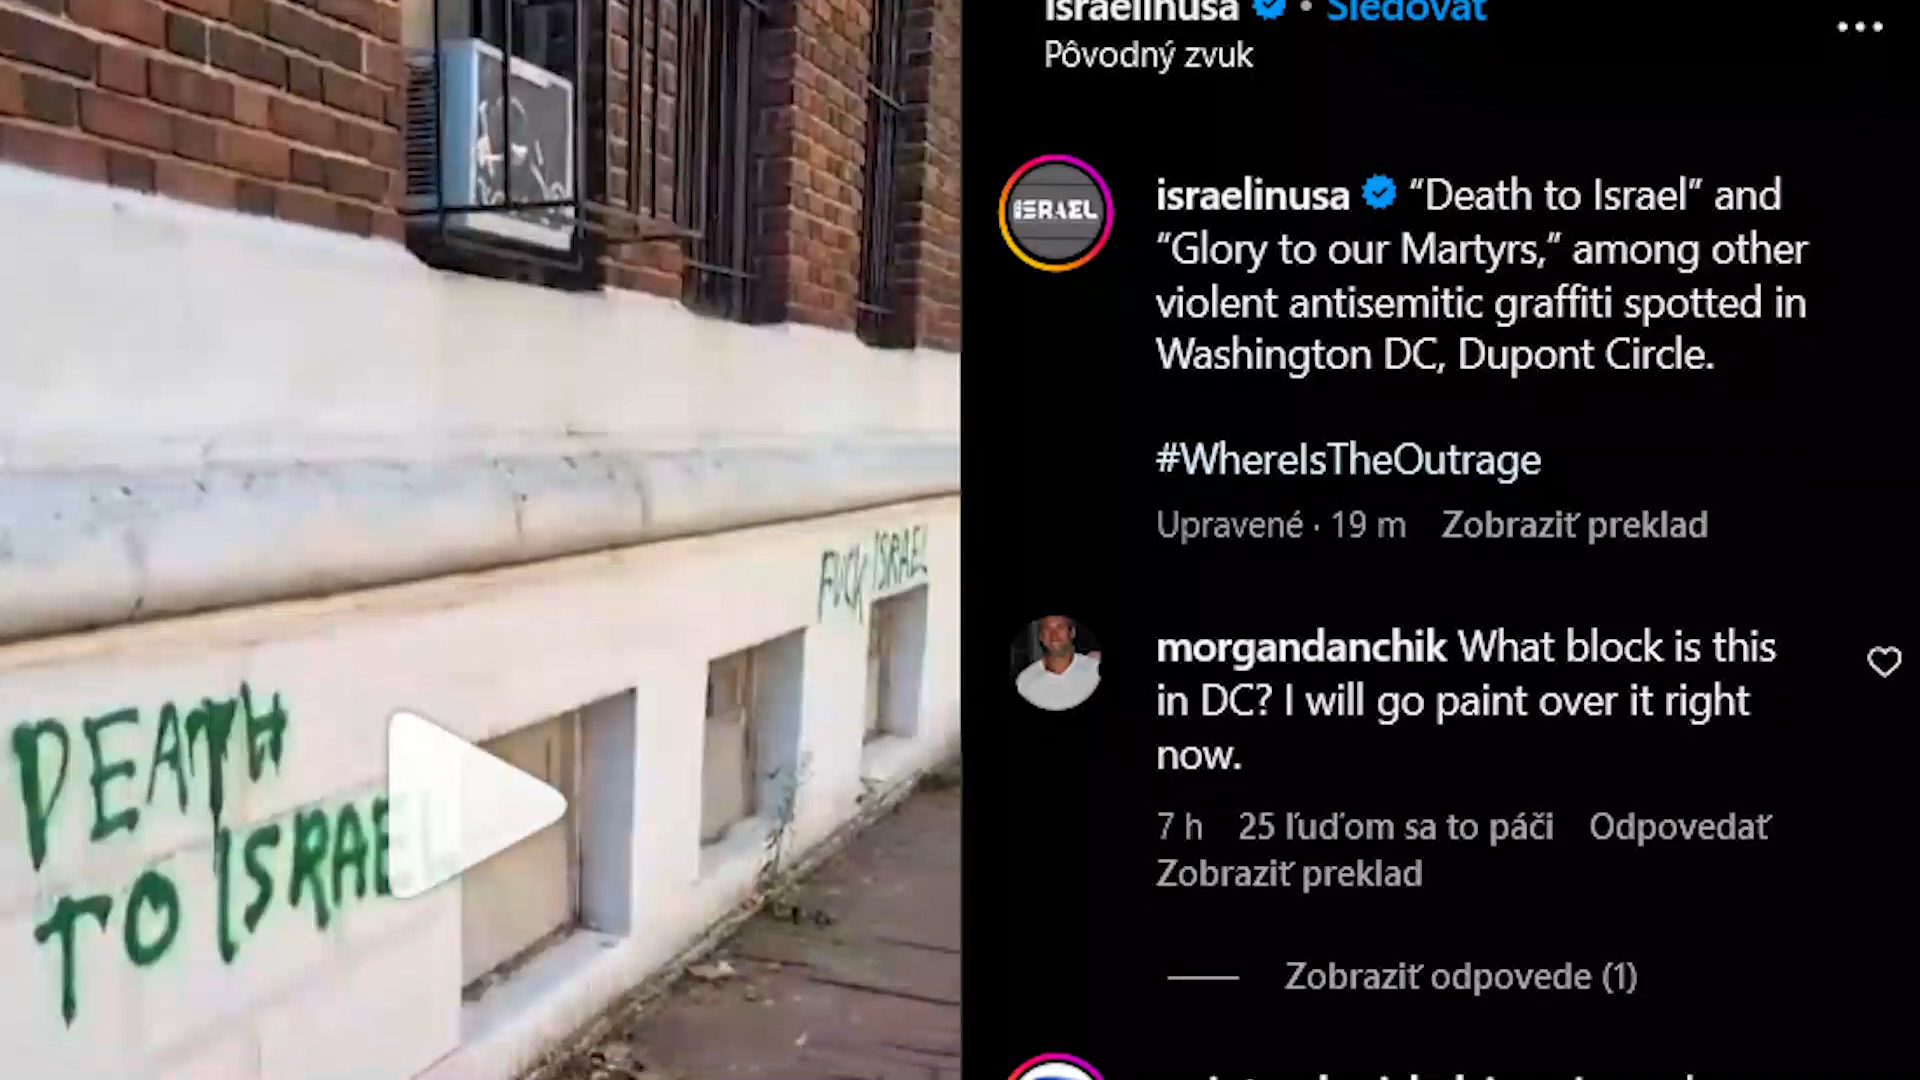 israelinusa • Sledovať
Pôvodný zvuk
ISRAEL
israelinusa “Death to Israel” and
“Glory to our Martyrs,” among other
violent antisemitic graffiti spotted in
Washington DC, Dupont Circle.
#WhereIsTheOutrage
Upravené · 19 m Zobraziť preklad
morgandanchik What block is this
in DC? I will go paint over it right
now.
7 h 25 ľuďom sa to páči Odpovedať
Zobraziť preklad
Zobraziť odpovede (1)
FUCK ISRAEL
DEATH
TO ISRAEL